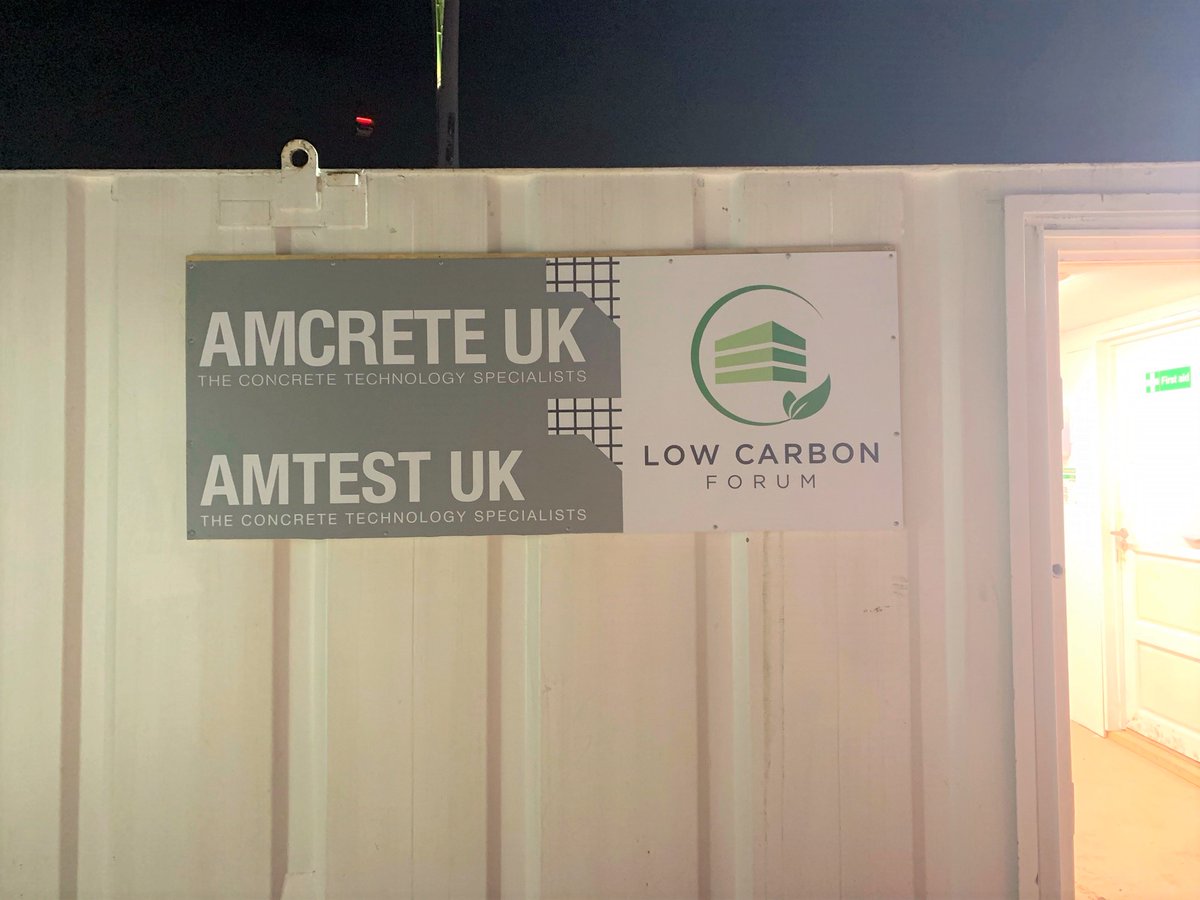 AMCRETE UK
THE CONCRETE TECHNOLOGY SPECIALISTS
AMTEST UK
THE CONCRETE TECHNOLOGY SPECIALISTS
LOW CARBON
FORUM
First aid